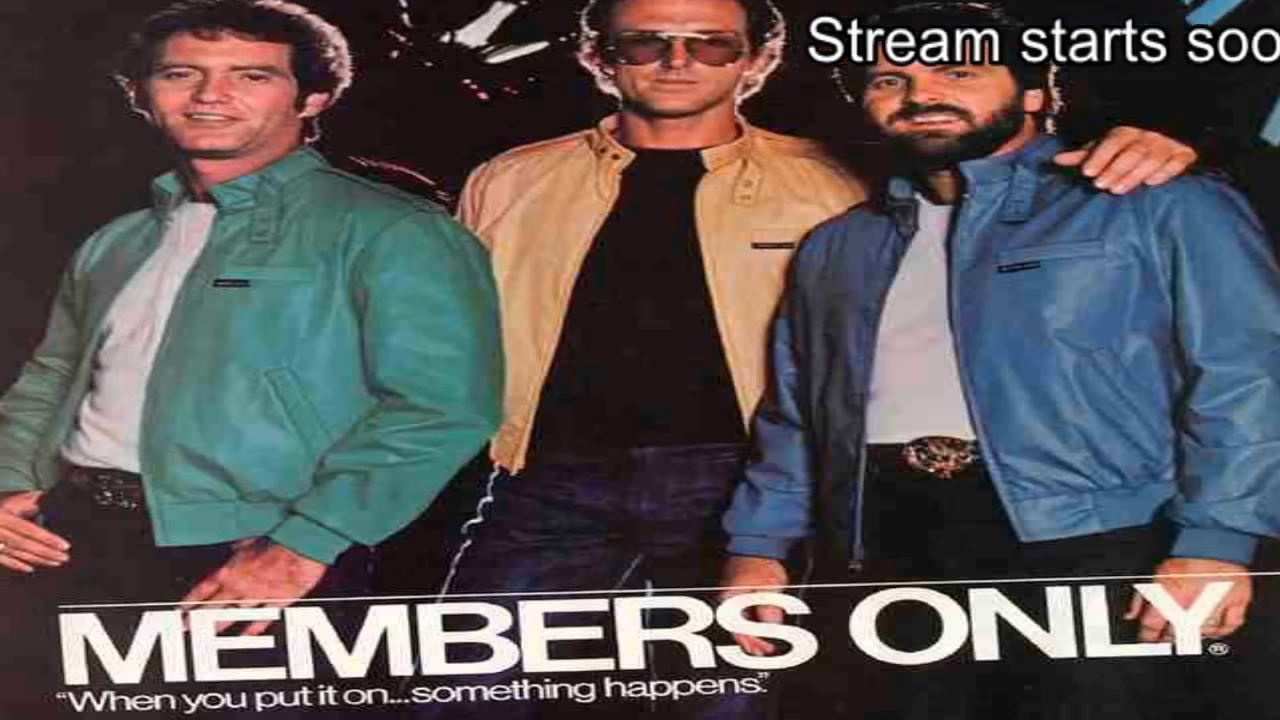 Stream starts soo
MEMBERS ONLY®
“When you put it on...something happens.”